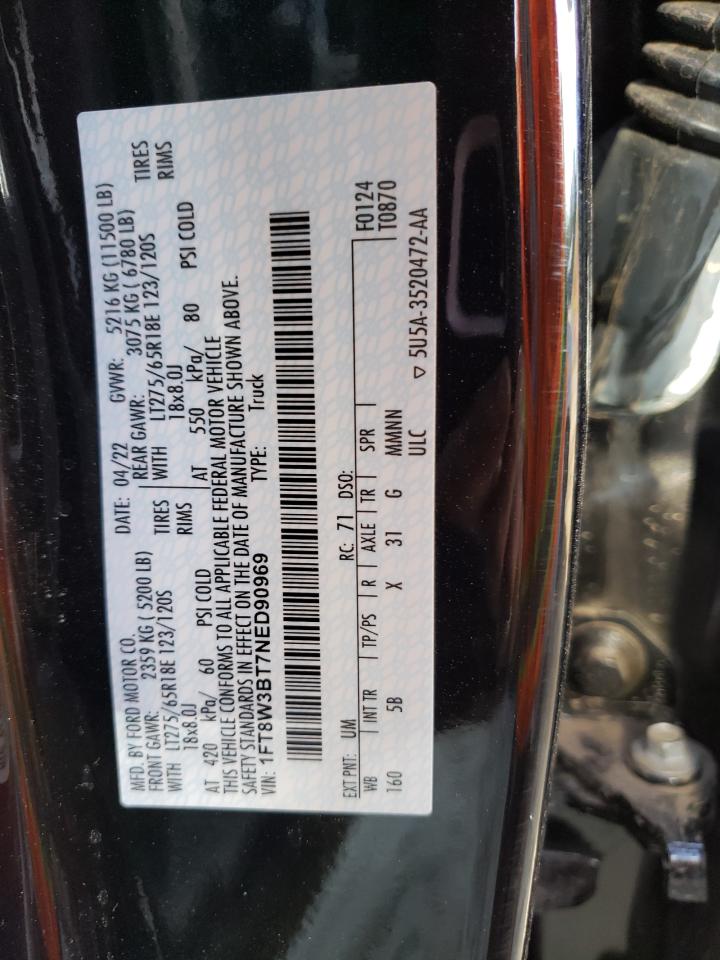 MFD. BY FORD MOTOR CO. DATE: 04/22 GVWR: 5216 KG (11500 LB)
FRONT GAWR: 2359 KG ( 5200 LB) REAR GAWR: 3075 KG ( 6780 LB)
WITH LT275/65R18E 123/120S TIRES WITH LT275/65R18E 123/120S TIRES
18x8.0J RIMS 18x8.0J RIMS
AT 420 kPa/ 60 PSI COLD AT 550 kPa/ 80 PSI COLD
THIS VEHICLE CONFORMS TO ALL APPLICABLE FEDERAL MOTOR VEHICLE
SAFETY STANDARDS IN EFFECT ON THE DATE OF MANUFACTURE SHOWN ABOVE.
VIN: 1FT8W3BT7NED90969 TYPE: Truck
EXT PNT: UM RC: 71 DSO: F0124
WB INT TR TP/PS R AXLE TR SPR T0870
160 5B X 31 G MMNNN
ULC ▽ 5U5A-3520472-AA